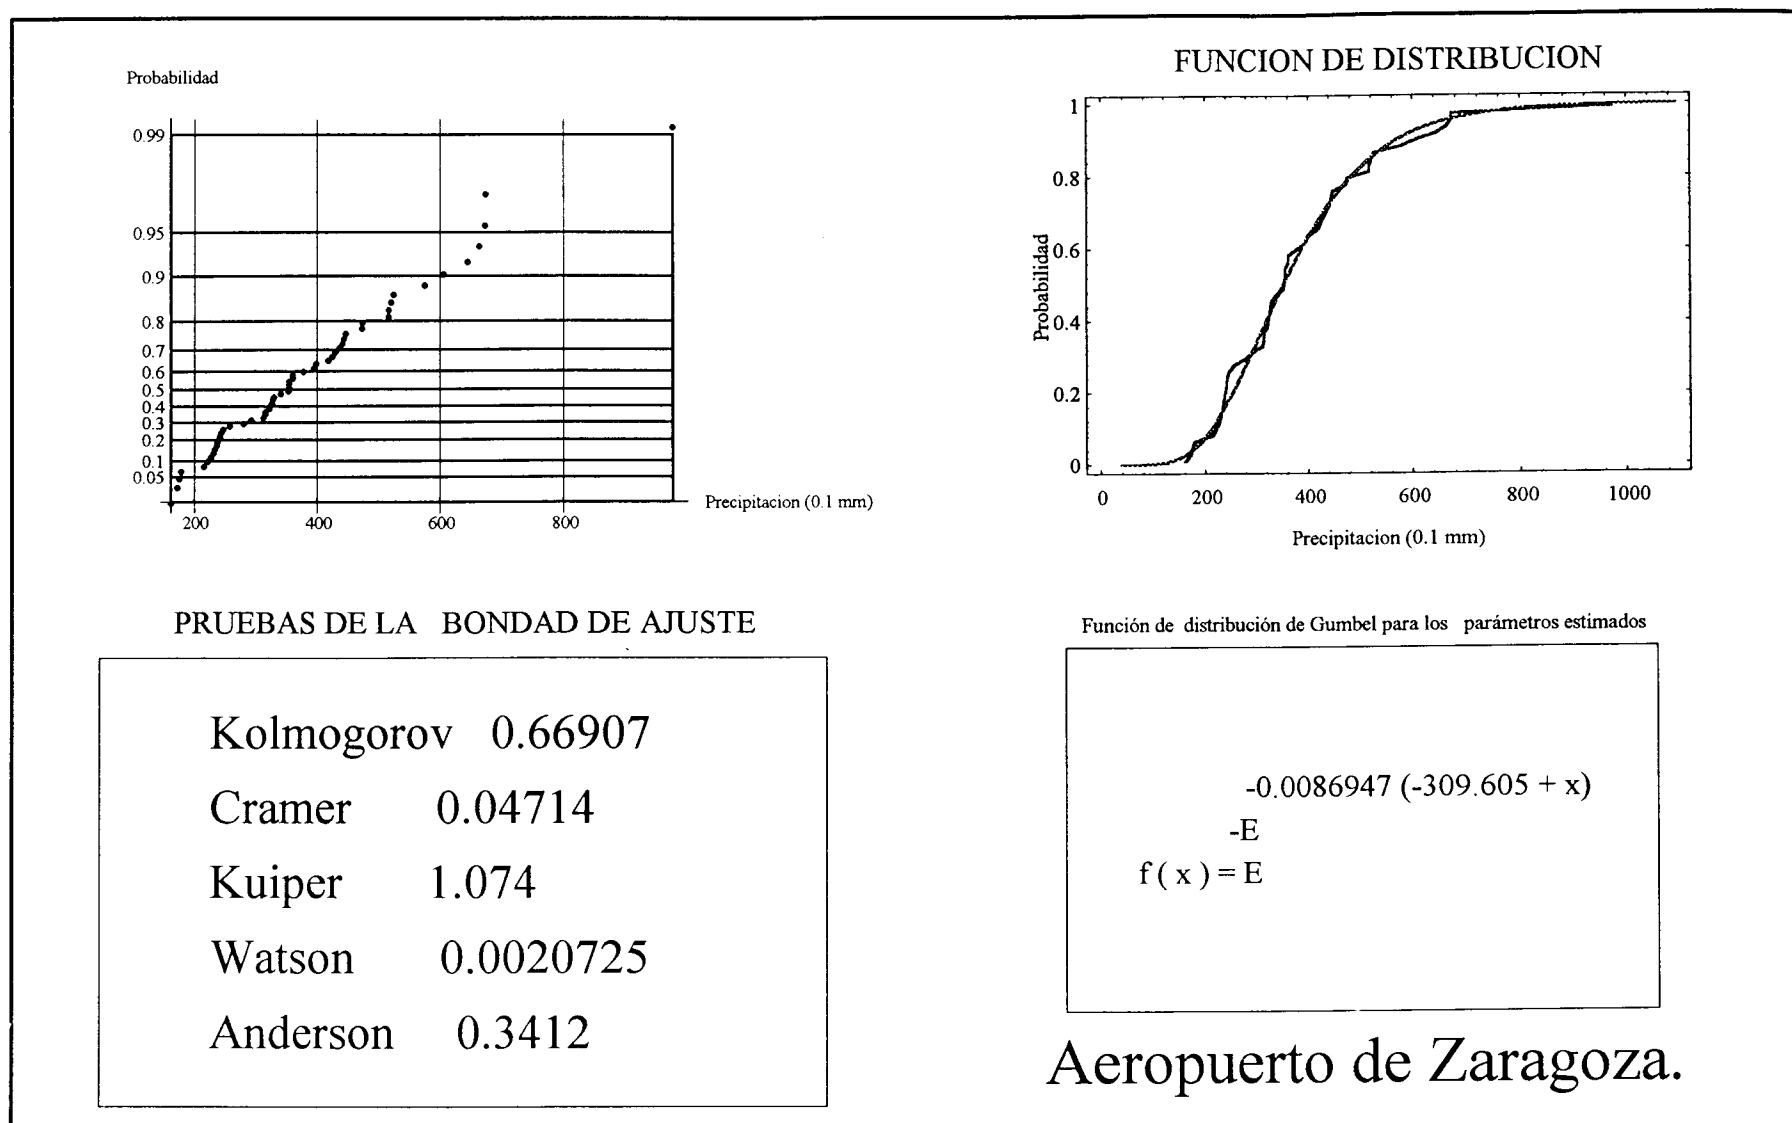 Probabilidad
0.99
0.95
0.9
0.8
0.7
0.6
0.5
0.4
0.3
0.2
0.1
0.05
200 400 600 800
Precipitacion (0.1 mm)
FUNCION DE DISTRIBUCION
Probabilidad
1
0.8
0.6
0.4
0.2
0
0 200 400 600 800 1000
Precipitacion (0.1 mm)
PRUEBAS DE LA BONDAD DE AJUSTE
Kolmogorov 0.66907
Cramer 0.04714
Kuiper 1.074
Watson 0.0020725
Anderson 0.3412
Función de distribución de Gumbel para los parámetros estimados
-0.0086947 (-309.605 + x)
-E
f ( x ) = E
Aeropuerto de Zaragoza.